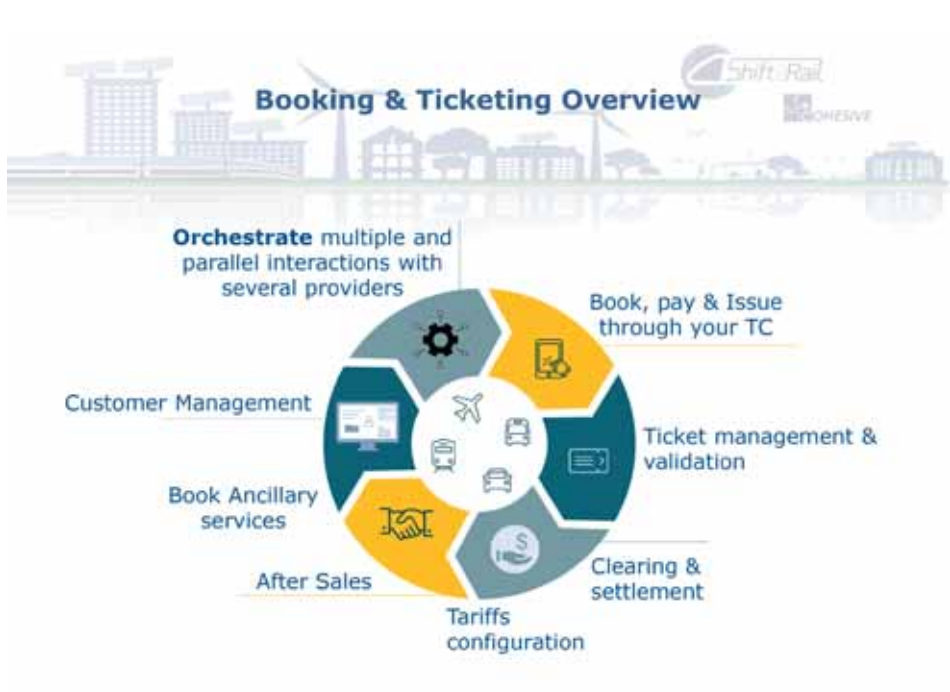 Booking & Ticketing Overview
Shift2Rail
COHESIVE
Orchestrate multiple and
parallel interactions with
several providers
Book, pay & Issue
through your TC
Customer Management
Ticket management &
validation
Book Ancillary
services
After Sales
$
Clearing &
settlement
Tariffs
configuration